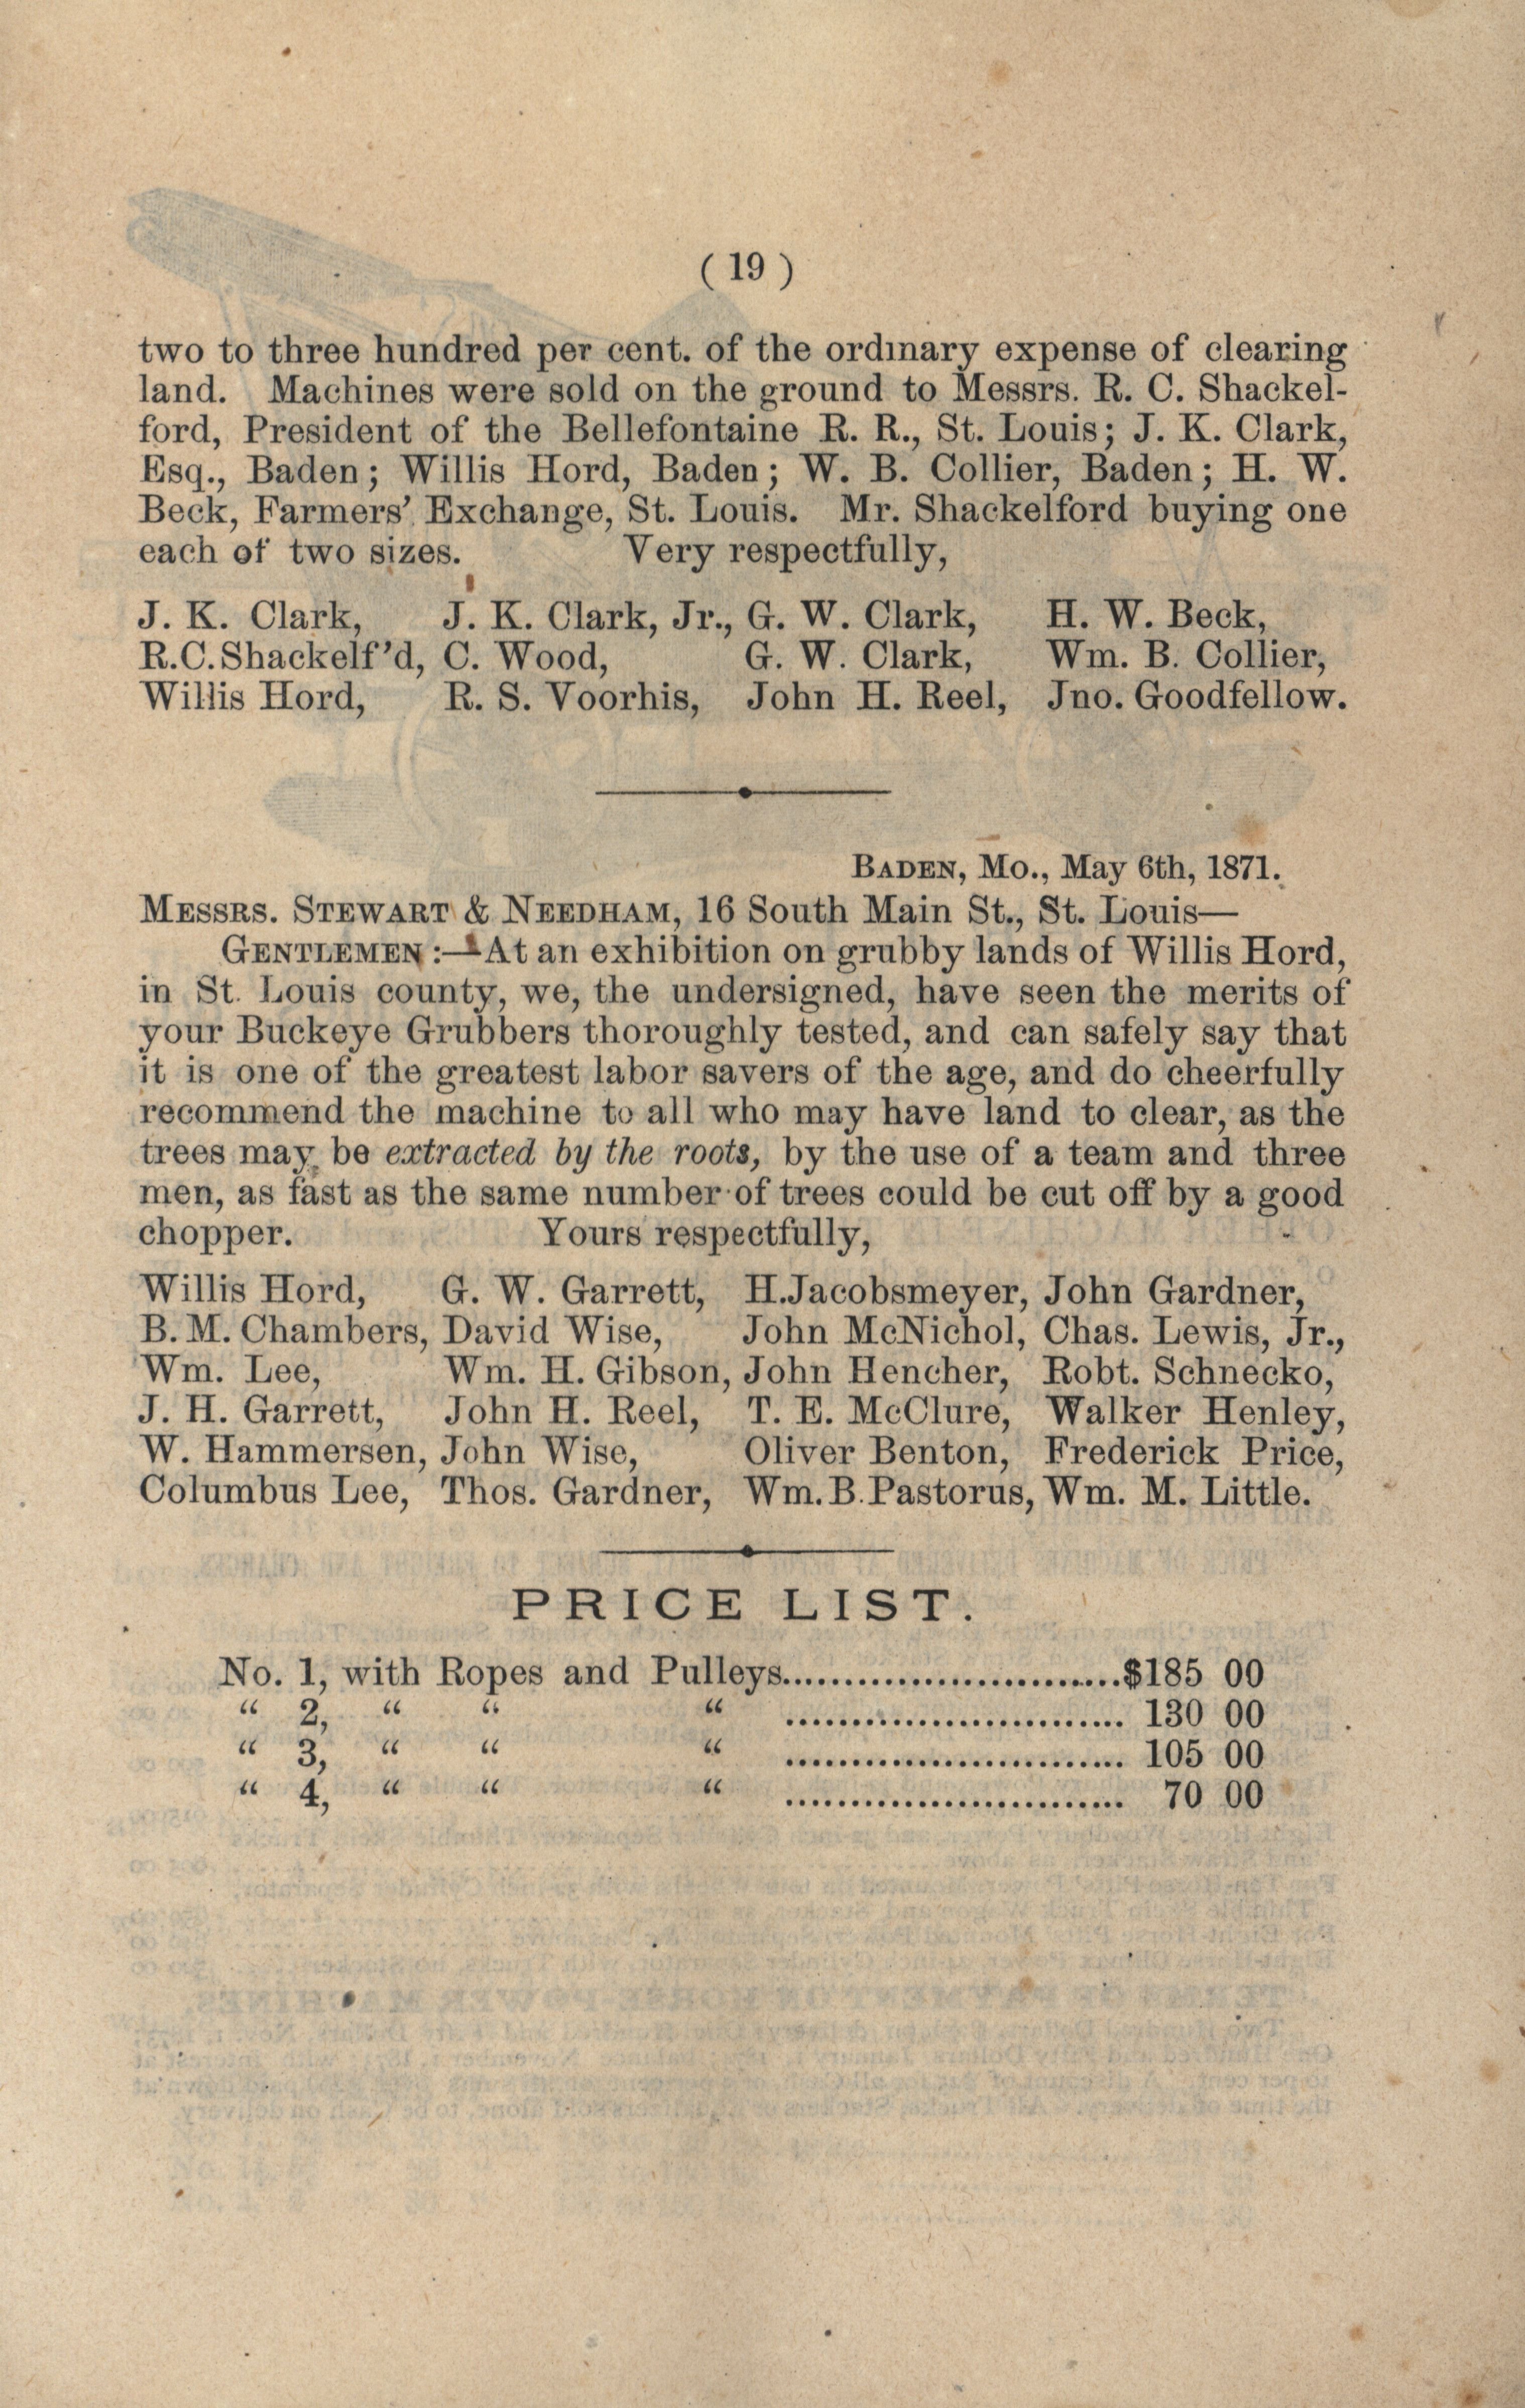 ( 19 )
two to three hundred per cent. of the ordinary expense of clearing
land. Machines were sold on the ground to Messrs. R. C. Shackel-
ford, President of the Bellefontaine R. R., St. Louis; J. K. Clark,
Esq., Baden; Willis Hord, Baden; W. B. Collier, Baden; H. W.
Beck, Farmers' Exchange, St. Louis. Mr. Shackelford buying one
each of two sizes. Very respectfully,
J. K. Clark, J. K. Clark, Jr., G. W. Clark, H. W. Beck,
R.C.Shackelf'd, C. Wood, G. W. Clark, Wm. B. Collier,
Willis Hord, R. S. Voorhis, John H. Reel, Jno. Goodfellow.
BADEN, MO., May 6th, 1871.
MESSRS. STEWART & NEEDHAM, 16 South Main St., St. Louis—
GENTLEMEN:—At an exhibition on grubby lands of Willis Hord,
in St. Louis county, we, the undersigned, have seen the merits of
your Buckeye Grubbers thoroughly tested, and can safely say that
it is one of the greatest labor savers of the age, and do cheerfully
recommend the machine to all who may have land to clear, as the
trees may be extracted by the roots, by the use of a team and three
men, as fast as the same number of trees could be cut off by a good
chopper. Yours respectfully,
Willis Hord, G. W. Garrett, H.Jacobsmeyer, John Gardner,
B. M. Chambers, David Wise, John McNichol, Chas. Lewis, Jr.,
Wm. Lee, Wm. H. Gibson, John Hencher, Robt. Schnecko,
J. H. Garrett, John H. Reel, T. E. McClure, Walker Henley,
W. Hammersen, John Wise, Oliver Benton, Frederick Price,
Columbus Lee, Thos. Gardner, Wm. B. Pastorus, Wm. M. Little.
PRICE LIST.
No. 1, with Ropes and Pulleys............................$185 00
“ 2, “ “ “ ............................ 130 00
“ 3, “ “ “ ............................ 105 00
“ 4, “ “ “ ............................ 70 00